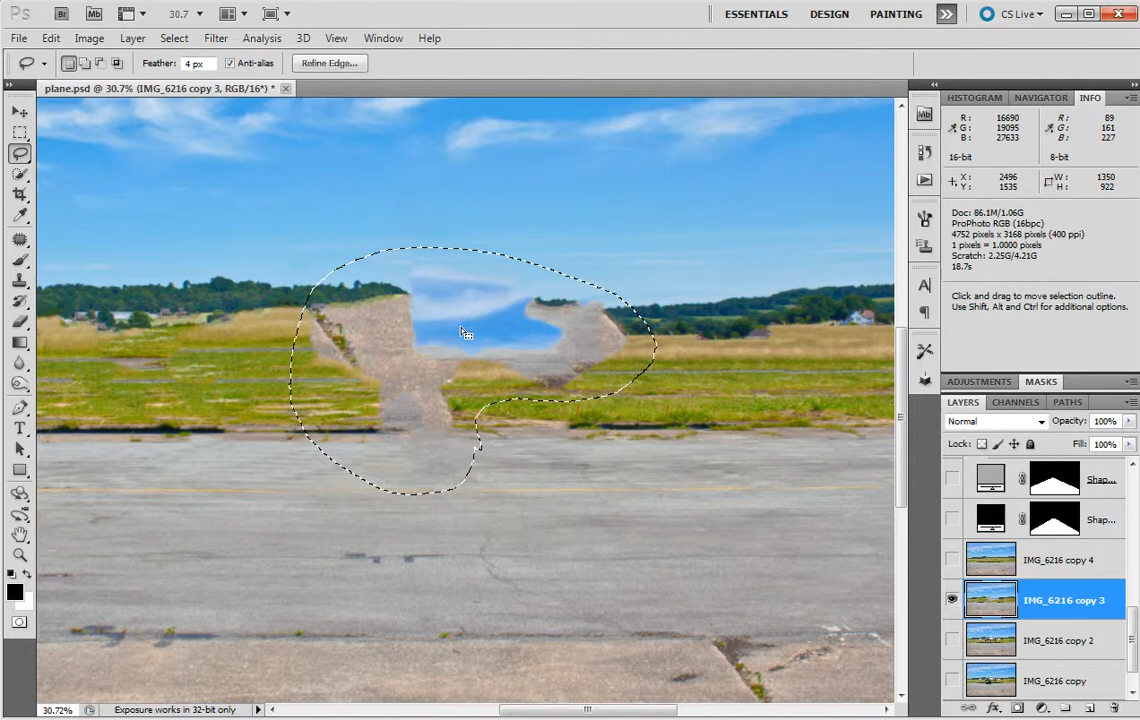 Ps Br Mb 30.7 ESSENTIALS DESIGN PAINTING CS Live
File Edit Image Layer Select Filter Analysis 3D View Window Help
Feather: 4 px Anti-alias Refine Edge...
plane.psd @ 30.7% (IMG_6216 copy 3, RGB/16*) *
HISTOGRAM NAVIGATOR INFO
Mb
R: 16690 R: 89
G: 19095 G: 161
B: 27633 B: 227
16-bit 8-bit
X: 2496 W: 1350
Y: 1535 H: 922
Doc: 86.1M/1.06G
ProPhoto RGB (16bpc)
4752 pixels x 3168 pixels (400 ppi)
1 pixels = 1.0000 pixels
Scratch: 2.25G/4.21G
18.7s
Click and drag to move selection outline.
Use Shift, Alt and Ctrl for additional options.
ADJUSTMENTS MASKS
LAYERS CHANNELS PATHS
Normal Opacity: 100%
Lock: Fill: 100%
Shap...
Shap...
IMG_6216 copy 4
IMG_6216 copy 3
IMG_6216 copy 2
IMG_6216 copy
30.72% Exposure works in 32-bit only